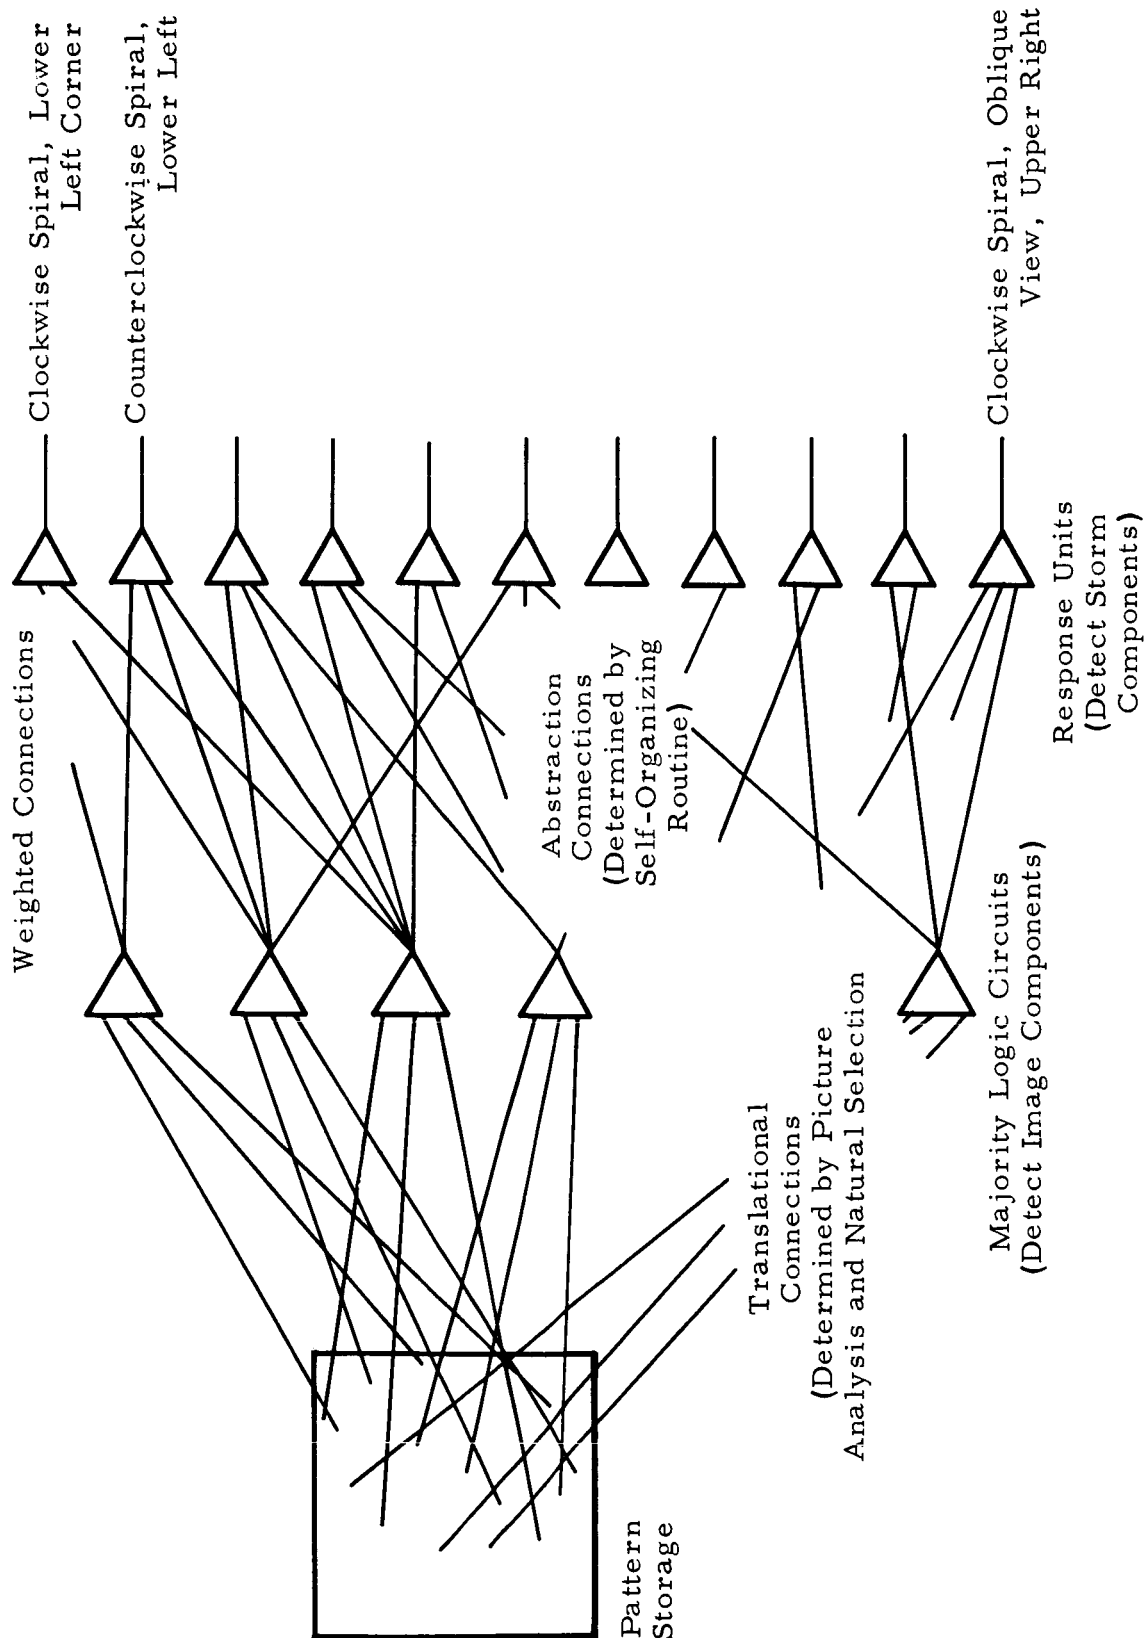 Clockwise Spiral, Lower
Left Corner
Counterclockwise Spiral,
Lower Left
Clockwise Spiral, Oblique
View, Upper Right
Weighted Connections
Abstraction
Connections
(Determined by
Self-Organizing
Routine)
Response Units
(Detect Storm
Components)
Translational
Connections
(Determined by Picture
Analysis and Natural Selection
Majority Logic Circuits
(Detect Image Components)
Pattern
Storage